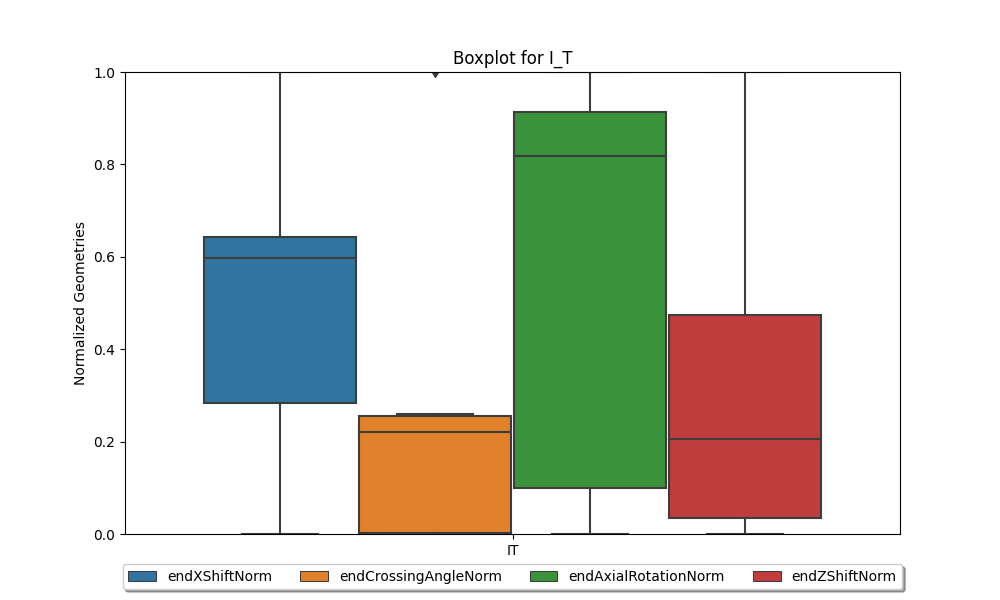 Boxplot for I_T
1.0
0.8
0.6
0.4
0.2
0.0
Normalized Geometries
IT
endXShiftNorm endCrossingAngleNorm endAxialRotationNorm endZShiftNorm